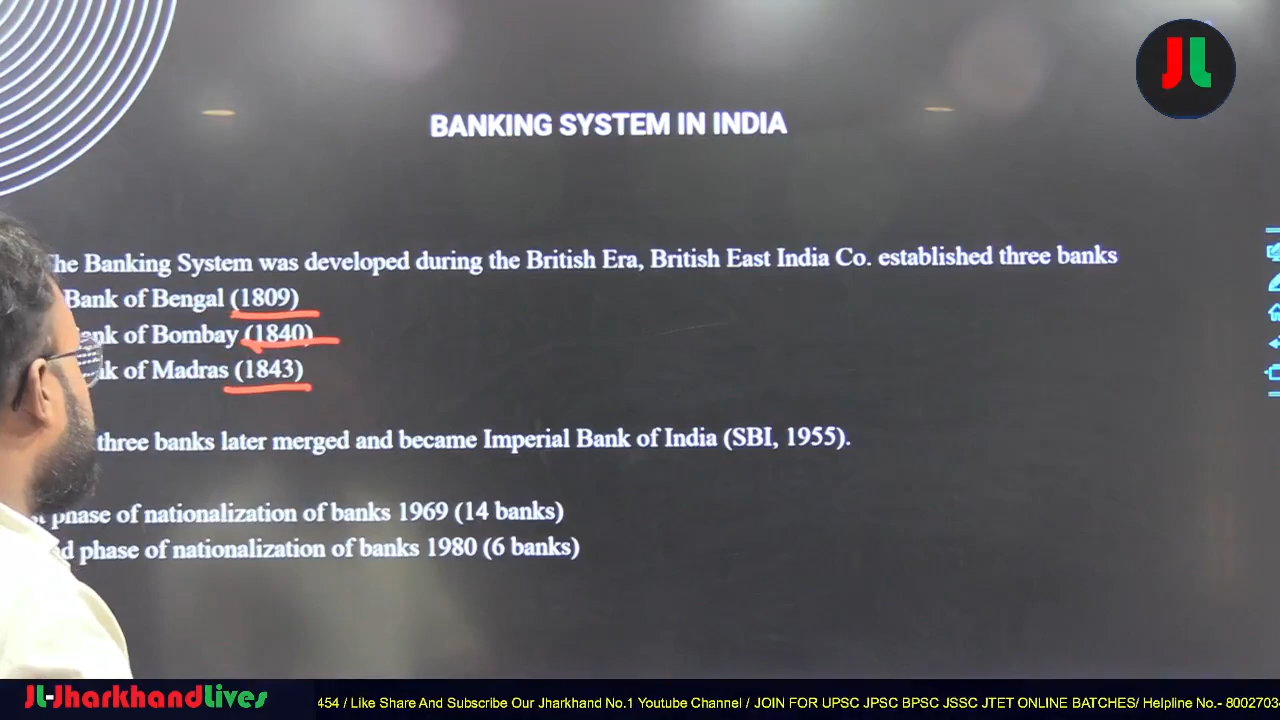 JL
BANKING SYSTEM IN INDIA
Banking System was developed during the British Era, British East India Co. established three banks
Bank of Bengal (1809)
of Bombay (1840)
of Madras (1843)
three banks later merged and became Imperial Bank of India (SBI, 1955).
phase of nationalization of banks 1969 (14 banks)
phase of nationalization of banks 1980 (6 banks)
JL-JharkhandLives
454 / Like Share And Subscribe Our Jharkhand No.1 Youtube Channel / JOIN FOR UPSC JPSC BPSC JSSC JTET ONLINE BATCHES/ Helpline No.- 8002703